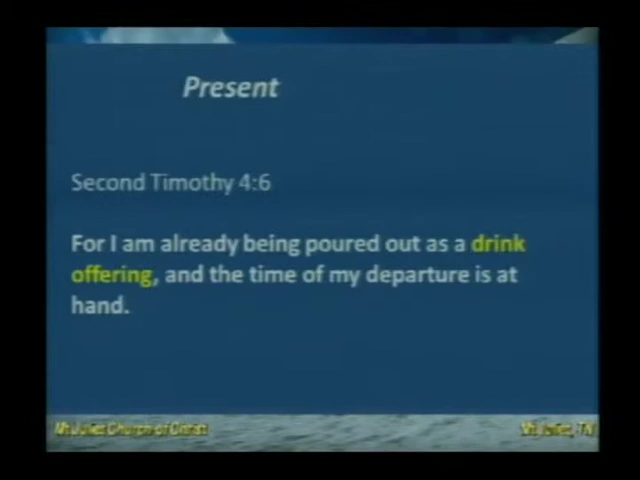 Present
Second Timothy 4:6
For I am already being poured out as a drink
offering, and the time of my departure is at
hand.
Mt Juliet Church of Christ
Mt Juliet, TN